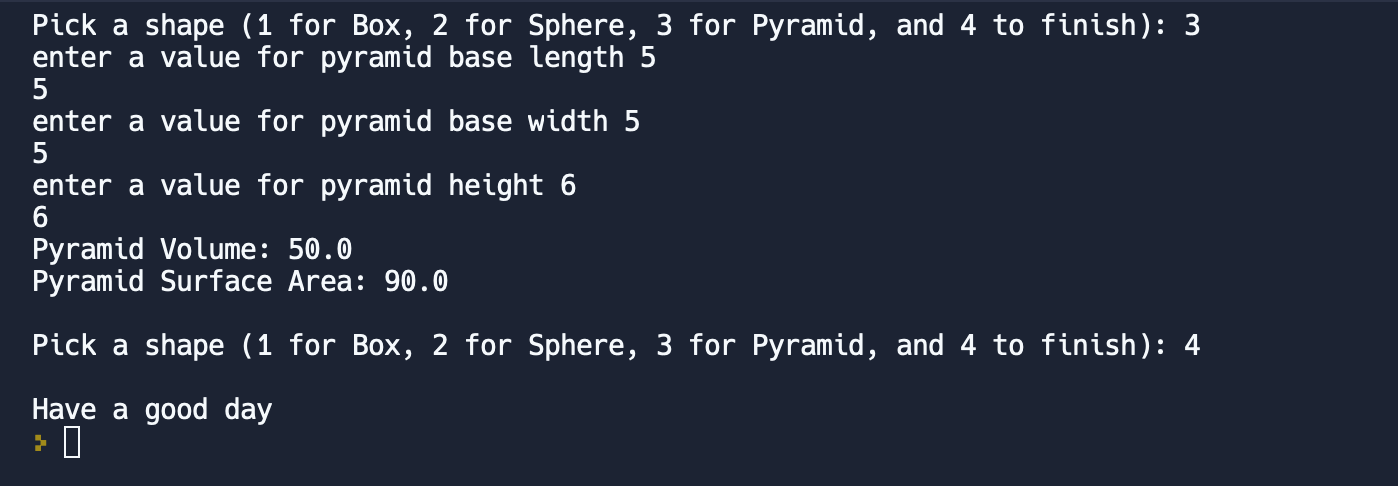 Pick a shape (1 for Box, 2 for Sphere, 3 for Pyramid, and 4 to finish): 3
enter a value for pyramid base length 5
5
enter a value for pyramid base width 5
5
enter a value for pyramid height 6
6
Pyramid Volume: 50.0
Pyramid Surface Area: 90.0
Pick a shape (1 for Box, 2 for Sphere, 3 for Pyramid, and 4 to finish): 4
Have a good day